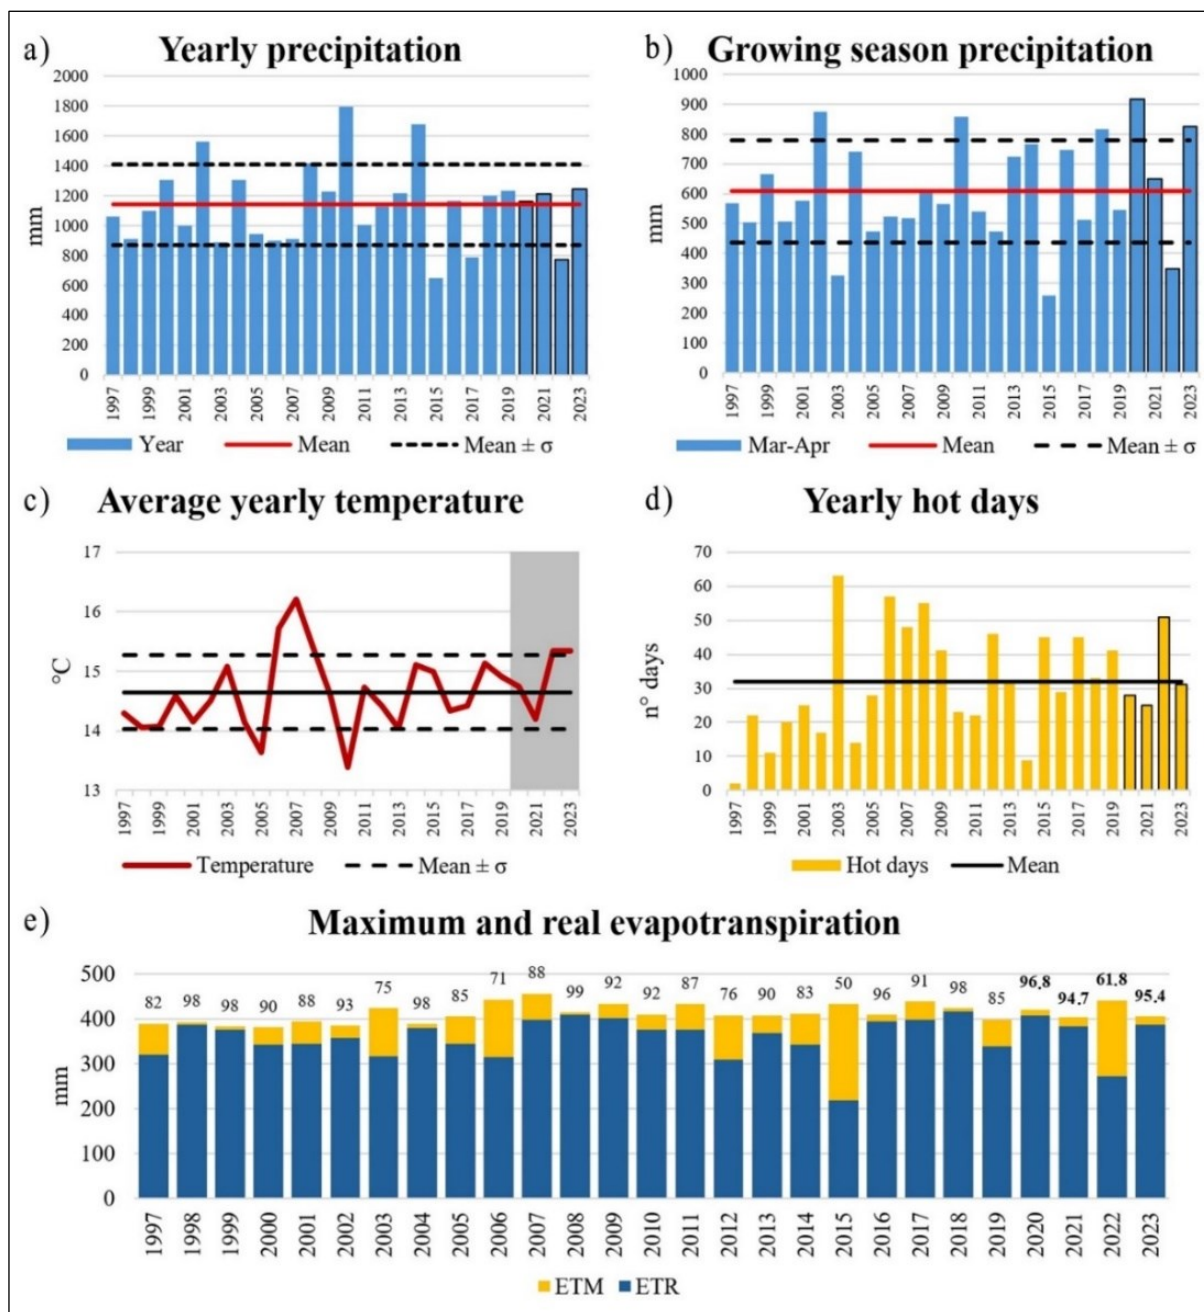 a) Yearly precipitation
2000
1800
1600
1400
1200
1000
800
600
400
200
0
mm
1997 1999 2001 2003 2005 2007 2009 2011 2013 2015 2017 2019 2021 2023
Year Mean Mean ± σ
b) Growing season precipitation
1000
900
800
700
600
500
400
300
200
100
0
mm
1997 1999 2001 2003 2005 2007 2009 2011 2013 2015 2017 2019 2021 2023
Mar-Apr Mean Mean ± σ
c) Average yearly temperature
17
16
15
14
13
°C
1997 1999 2001 2003 2005 2007 2009 2011 2013 2015 2017 2019 2021 2023
Temperature Mean ± σ
d) Yearly hot days
70
60
50
40
30
20
10
0
n° days
1997 1999 2001 2003 2005 2007 2009 2011 2013 2015 2017 2019 2021 2023
Hot days Mean
e) Maximum and real evapotranspiration
500
400
300
200
100
0
mm
82 98 98 90 88 93 75 98 85 71 88 99 92 92 87 76 90 83 50 96 91 98 85 96.8 94.7 61.8 95.4
1997 1998 1999 2000 2001 2002 2003 2004 2005 2006 2007 2008 2009 2010 2011 2012 2013 2014 2015 2016 2017 2018 2019 2020 2021 2022 2023
ETM ETR